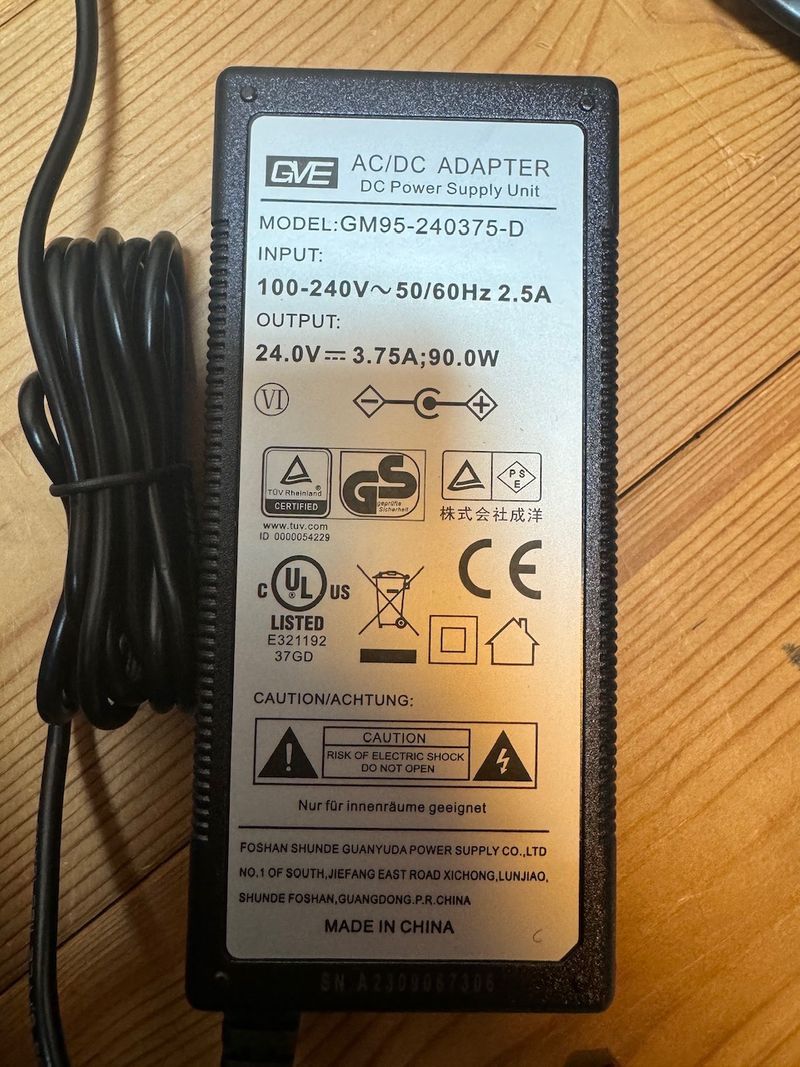 GVE AC/DC ADAPTER
DC Power Supply Unit
MODEL:GM95-240375-D
INPUT:
100-240V～50/60Hz 2.5A
OUTPUT:
24.0V⎓3.75A;90.0W
VI
TÜV Rheinland
CERTIFIED
www.tuv.com
ID 0000054229
GS
geprüfte
Sicherheit
PS
E
株式会社成洋
C UL US
LISTED
E321192
37GD
CE
CAUTION/ACHTUNG:
CAUTION
RISK OF ELECTRIC SHOCK
DO NOT OPEN
Nur für innenräume geeignet
FOSHAN SHUNDE GUANYUDA POWER SUPPLY CO.,LTD
NO.1 OF SOUTH,JIEFANG EAST ROAD XICHONG,LUNJIAO,
SHUNDE FOSHAN,GUANGDONG.P.R.CHINA
MADE IN CHINA
SN A2309067306